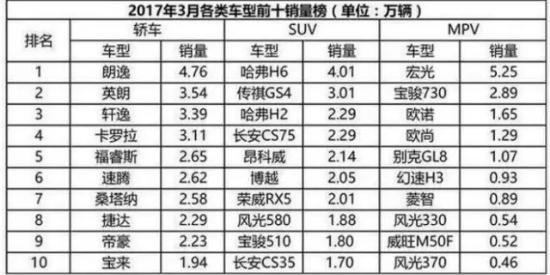 2017年3月各类车型前十销量榜（单位：万辆）
排名 轿车 SUV MPV
车型 销量 车型 销量 车型 销量
1 朗逸 4.76 哈弗H6 4.01 宏光 5.25
2 英朗 3.54 传祺GS4 3.01 宝骏730 2.89
3 轩逸 3.39 哈弗H2 2.29 欧诺 1.65
4 卡罗拉 3.11 长安CS75 2.29 欧尚 1.29
5 福睿斯 2.65 昂科威 2.14 别克GL8 1.07
6 速腾 2.62 博越 2.05 幻速H3 0.93
7 桑塔纳 2.58 荣威RX5 2.01 菱智 0.89
8 捷达 2.29 风光580 1.88 风光330 0.54
9 帝豪 2.23 宝骏510 1.80 威旺M50F 0.52
10 宝来 1.94 长安CS35 1.70 风光370 0.46